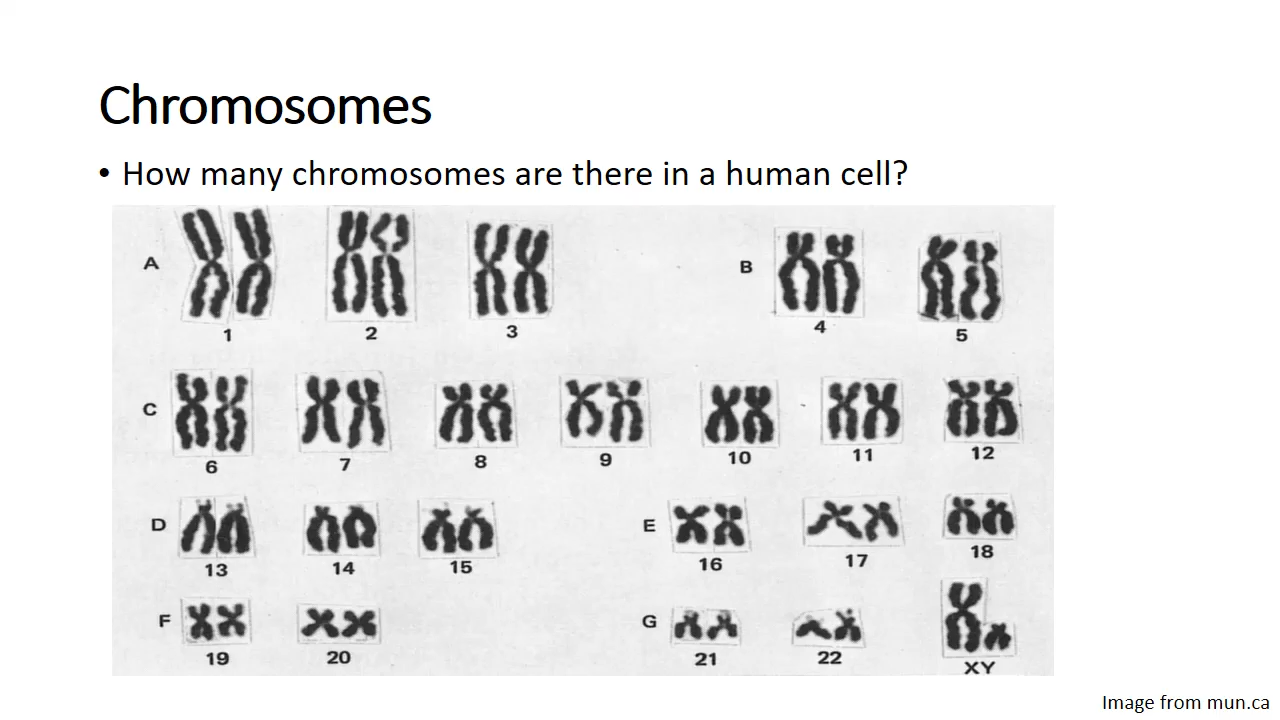 Chromosomes
• How many chromosomes are there in a human cell?
A B
1 2 3 4 5
C
6 7 8 9 10 11 12
D E
13 14 15 16 17 18
F G
19 20 21 22 XY
Image from mun.ca